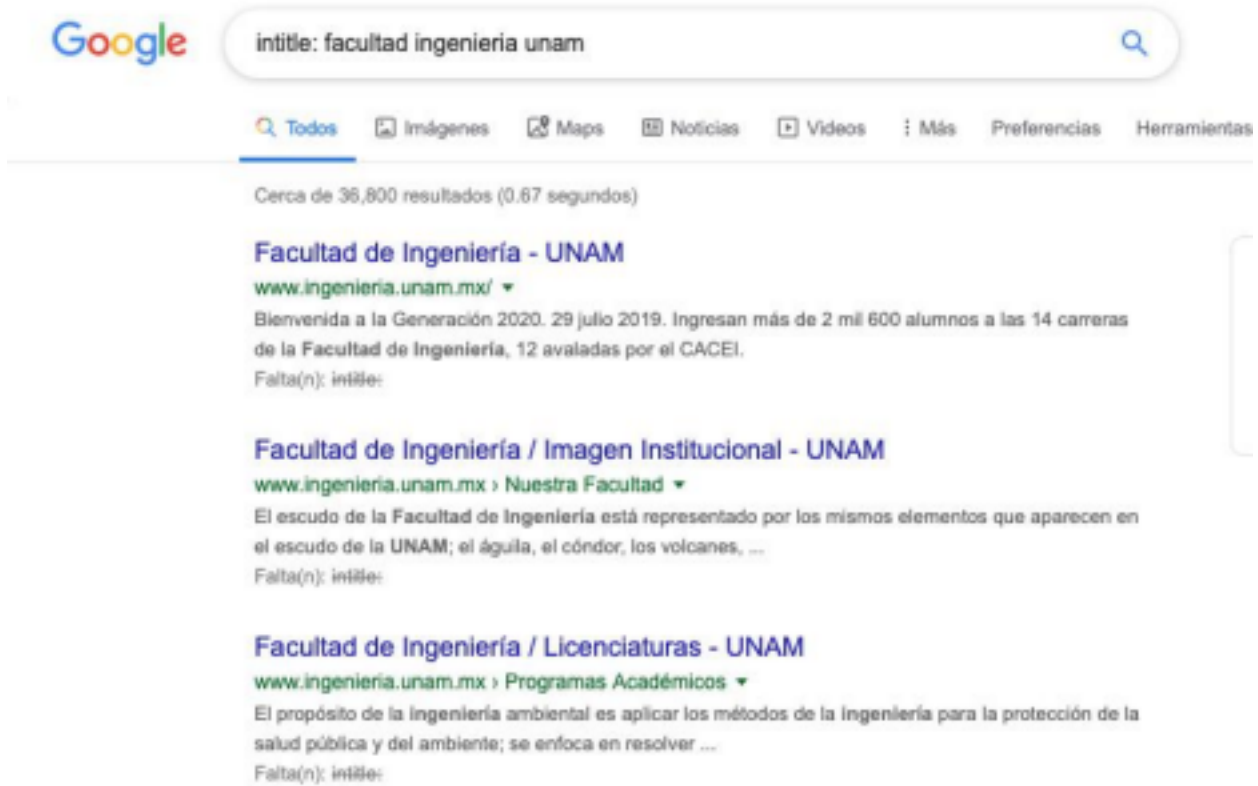 Google
intitle: facultad ingenieria unam
Todos Imágenes Maps Noticias Videos Más Preferencias Herramientas
Cerca de 36,800 resultados (0.67 segundos)
Facultad de Ingeniería - UNAM
www.ingenieria.unam.mx/
Bienvenida a la Generación 2020. 29 julio 2019. Ingresan más de 2 mil 600 alumnos a las 14 carreras
de la Facultad de Ingeniería, 12 avaladas por el CACEI.
Falta(n): intitle:
Facultad de Ingeniería / Imagen Institucional - UNAM
www.ingenieria.unam.mx › Nuestra Facultad
El escudo de la Facultad de Ingeniería está representado por los mismos elementos que aparecen en
el escudo de la UNAM; el águila, el cóndor, los volcanes, ...
Falta(n): intitle:
Facultad de Ingeniería / Licenciaturas - UNAM
www.ingenieria.unam.mx › Programas Académicos
El propósito de la ingeniería ambiental es aplicar los métodos de la ingeniería para la protección de la
salud pública y del ambiente; se enfoca en resolver ...
Falta(n): intitle: